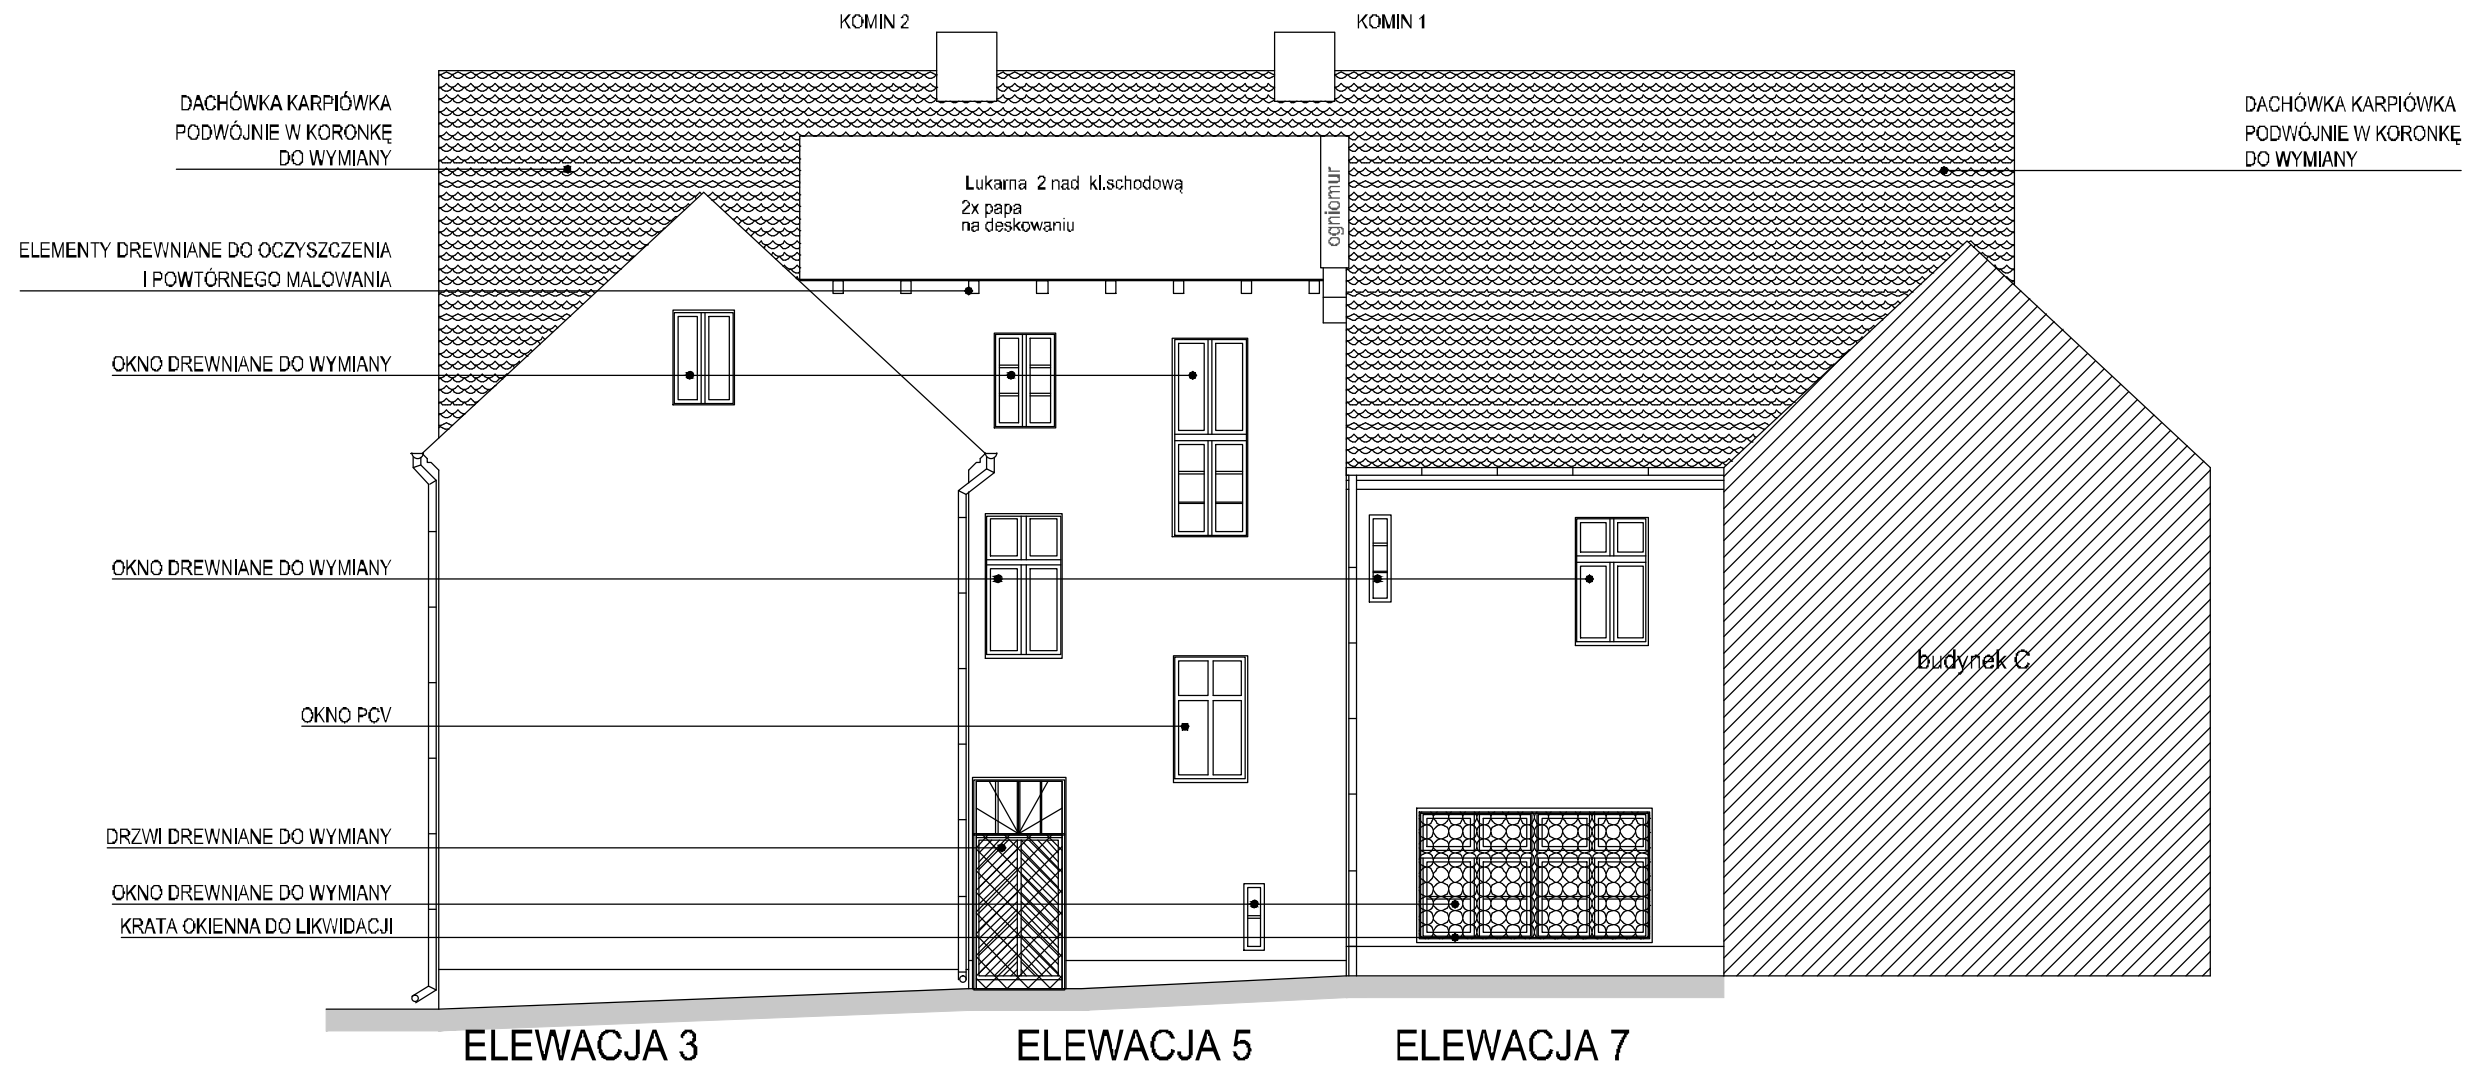 KOMIN 2
KOMIN 1
DACHÓWKA KARPIÓWKA
PODWÓJNIE W KORONKĘ
DO WYMIANY
DACHÓWKA KARPIÓWKA
PODWÓJNIE W KORONKĘ
DO WYMIANY
Lukarna 2 nad kl.schodową
2x papa
na deskowaniu
ogniomur
ELEMENTY DREWNIANE DO OCZYSZCZENIA
I POWTÓRNEGO MALOWANIA
OKNO DREWNIANE DO WYMIANY
OKNO DREWNIANE DO WYMIANY
budynek C
OKNO PCV
DRZWI DREWNIANE DO WYMIANY
OKNO DREWNIANE DO WYMIANY
KRATA OKIENNA DO LIKWIDACJI
ELEWACJA 3
ELEWACJA 5
ELEWACJA 7